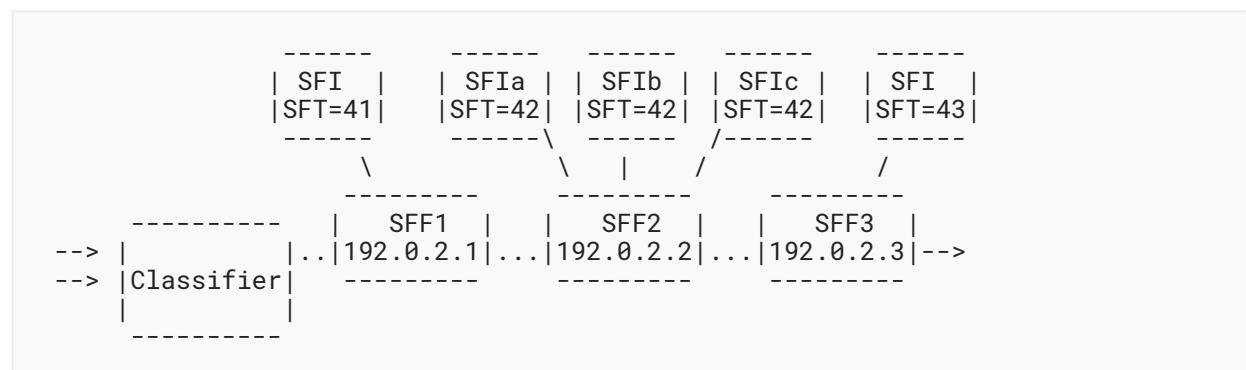 ------ ------ ------ ------ ------
| SFI | | SFIa | | SFIb | | SFIc | | SFI |
|SFT=41| |SFT=42| |SFT=42| |SFT=42| |SFT=43|
------ ------\ ------ /------ ------
\ \ | / /
--------- --------- ---------
---------- | SFF1 | | SFF2 | | SFF3 |
--> | |..|192.0.2.1|...|192.0.2.2|...|192.0.2.3|-->
--> |Classifier| --------- --------- ---------
| |
----------